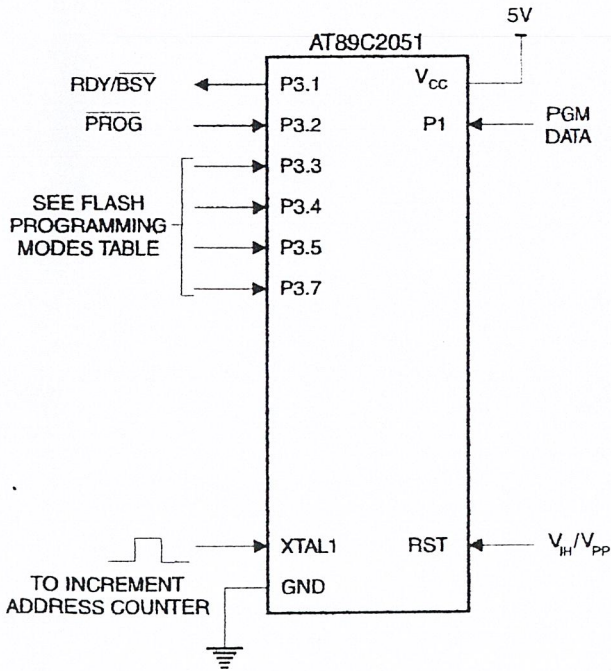 5V
AT89C2051
RDY/BSY
P3.1
VCC
PROG
P3.2
P1
PGM
DATA
P3.3
SEE FLASH
PROGRAMMING
MODES TABLE
P3.4
P3.5
P3.7
XTAL1
RST
VIH/VPP
TO INCREMENT
ADDRESS COUNTER
GND